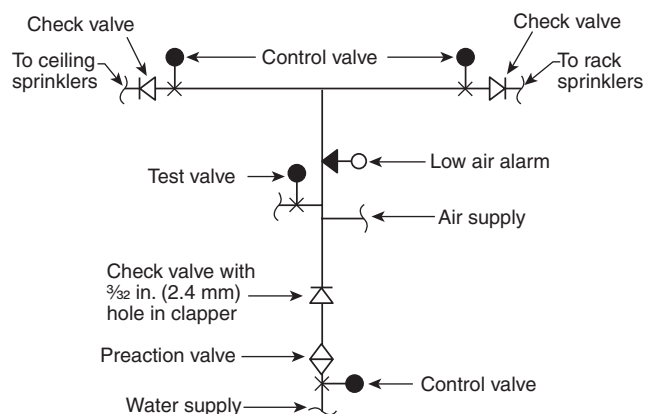 Check valve
Check valve
To ceiling
sprinklers
Control valve
To rack
sprinklers
Low air alarm
Test valve
Air supply
Check valve with
3⁄32 in. (2.4 mm)
hole in clapper
Preaction valve
Control valve
Water supply